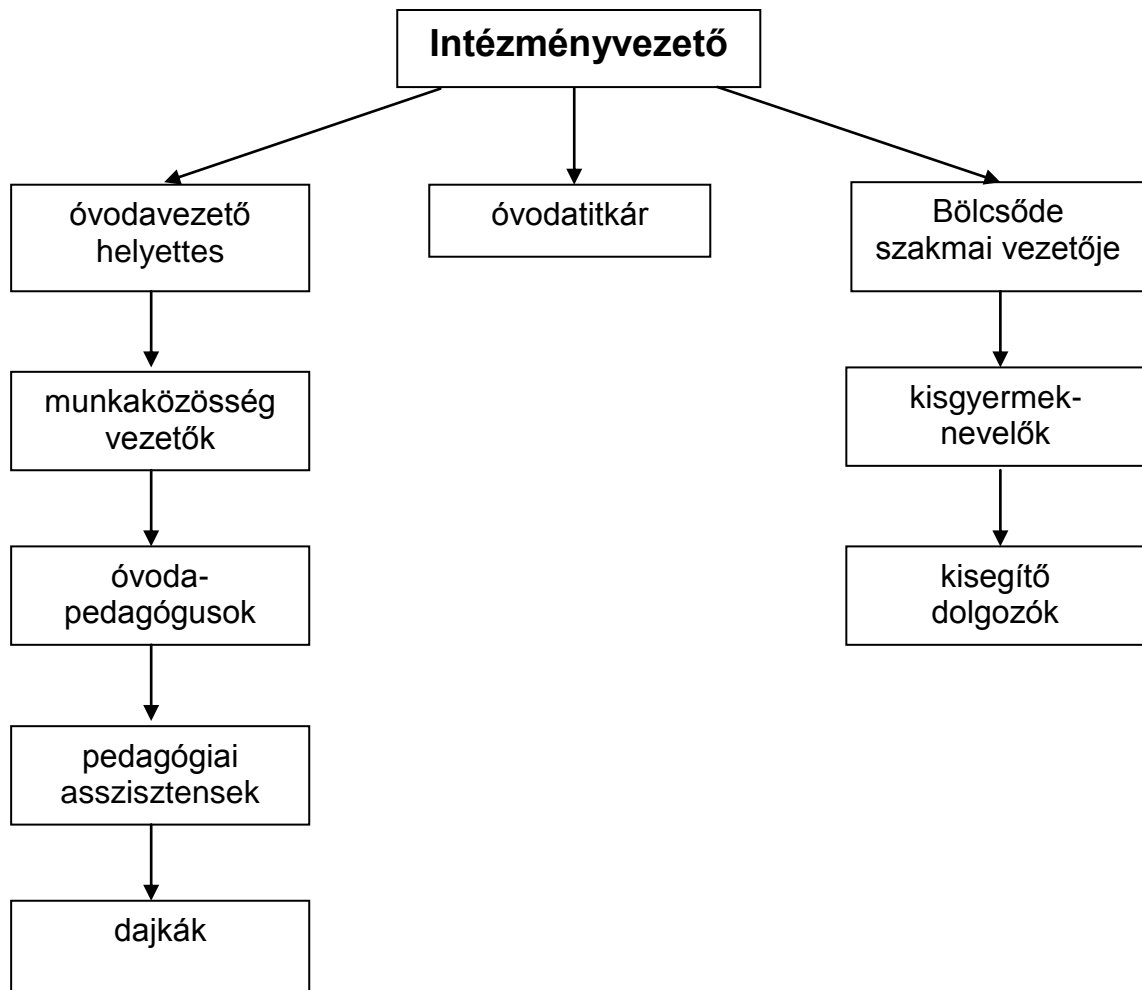 Intézményvezető
óvodavezető
helyettes
óvodatitkár
Bölcsőde
szakmai vezetője
munkaközösség
vezetők
kisgyermek-
nevelők
óvoda-
pedagógusok
kisegítő
dolgozók
pedagógiai
asszisztensek
dajkák